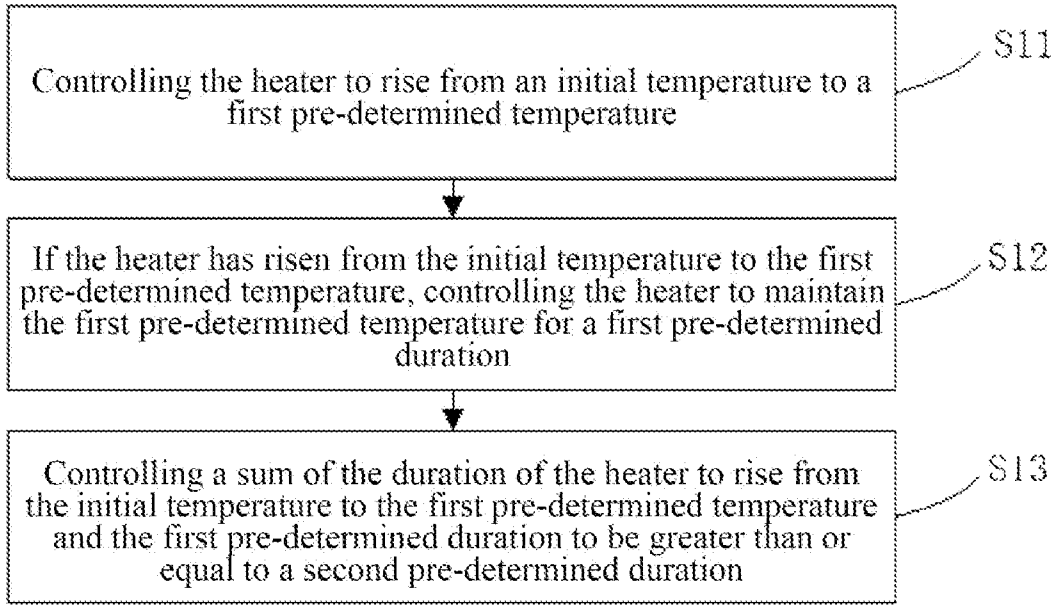 Controlling the heater to rise from an initial temperature to a
first pre-determined temperature
S11
If the heater has risen from the initial temperature to the first
pre-determined temperature, controlling the heater to maintain
the first pre-determined temperature for a first pre-determined
duration
S12
Controlling a sum of the duration of the heater to rise from
the initial temperature to the first pre-determined temperature
and the first pre-determined duration to be greater than or
equal to a second pre-determined duration
S13